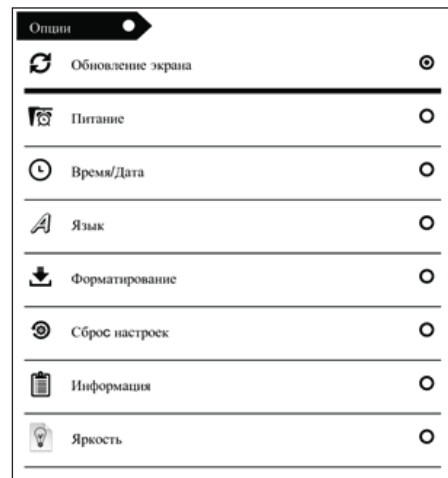 Опции
Обновление экрана
Питание
Время/Дата
Язык
Форматирование
Сброс настроек
Информация
Яркость